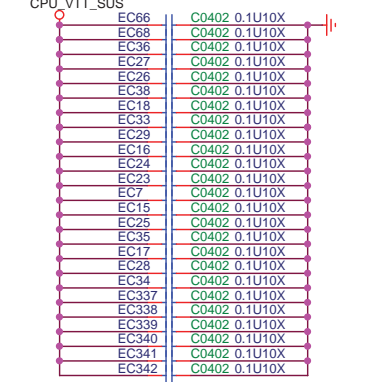 CPU_VTT_SUS
EC66 C0402 0.1U10X
EC68 C0402 0.1U10X
EC36 C0402 0.1U10X
EC27 C0402 0.1U10X
EC26 C0402 0.1U10X
EC38 C0402 0.1U10X
EC18 C0402 0.1U10X
EC33 C0402 0.1U10X
EC29 C0402 0.1U10X
EC16 C0402 0.1U10X
EC24 C0402 0.1U10X
EC23 C0402 0.1U10X
EC7 C0402 0.1U10X
EC15 C0402 0.1U10X
EC25 C0402 0.1U10X
EC35 C0402 0.1U10X
EC17 C0402 0.1U10X
EC28 C0402 0.1U10X
EC34 C0402 0.1U10X
EC337 C0402 0.1U10X
EC338 C0402 0.1U10X
EC339 C0402 0.1U10X
EC340 C0402 0.1U10X
EC341 C0402 0.1U10X
EC342 C0402 0.1U10X